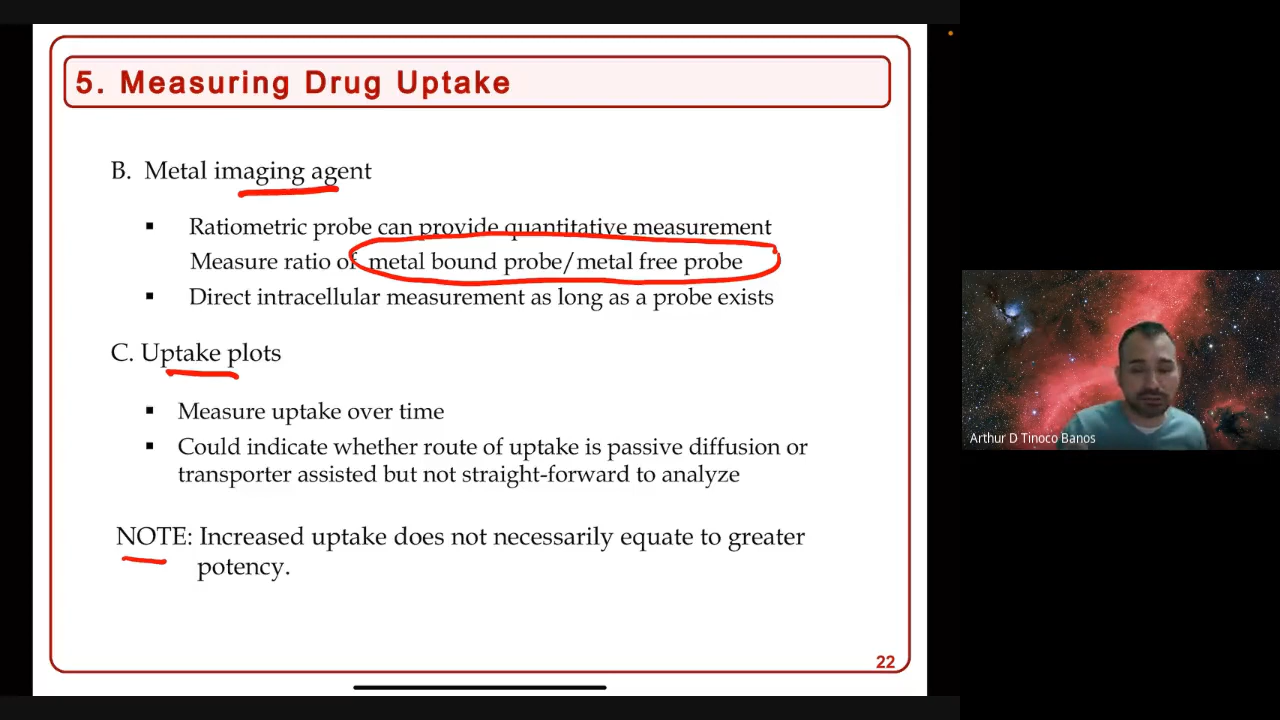 5. Measuring Drug Uptake
B. Metal imaging agent
▪ Ratiometric probe can provide quantitative measurement
Measure ratio of metal bound probe/metal free probe
▪ Direct intracellular measurement as long as a probe exists
C. Uptake plots
▪ Measure uptake over time
▪ Could indicate whether route of uptake is passive diffusion or
transporter assisted but not straight-forward to analyze
NOTE: Increased uptake does not necessarily equate to greater
potency.
22
Arthur D Tinoco Banos